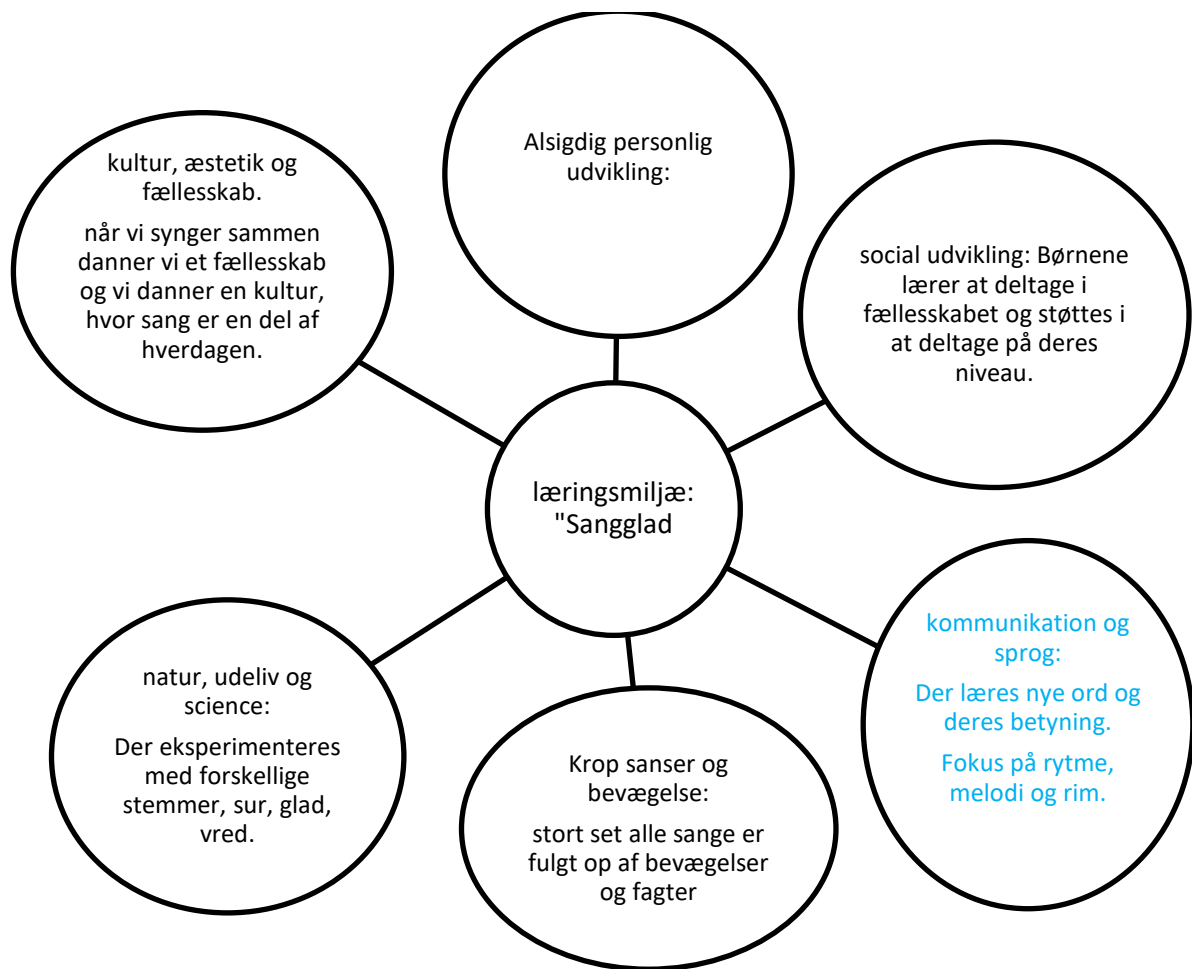 Alsigdig personlig
udvikling:
kultur, æstetik og
fællesskab.
når vi synger sammen
danner vi et fællesskab
og vi danner en kultur,
hvor sang er en del af
hverdagen.
social udvikling: Børnene
lærer at deltage i
fællesskabet og støttes i
at deltage på deres
niveau.
læringsmiljæ:
"Sangglad
natur, udeliv og
science:
Der eksperimenteres
med forskellige
stemmer, sur, glad,
vred.
Krop sanser og
bevægelse:
stort set alle sange er
fulgt op af bevægelser
og fagter
kommunikation og
sprog:
Der læres nye ord og
deres betyning.
Fokus på rytme,
melodi og rim.